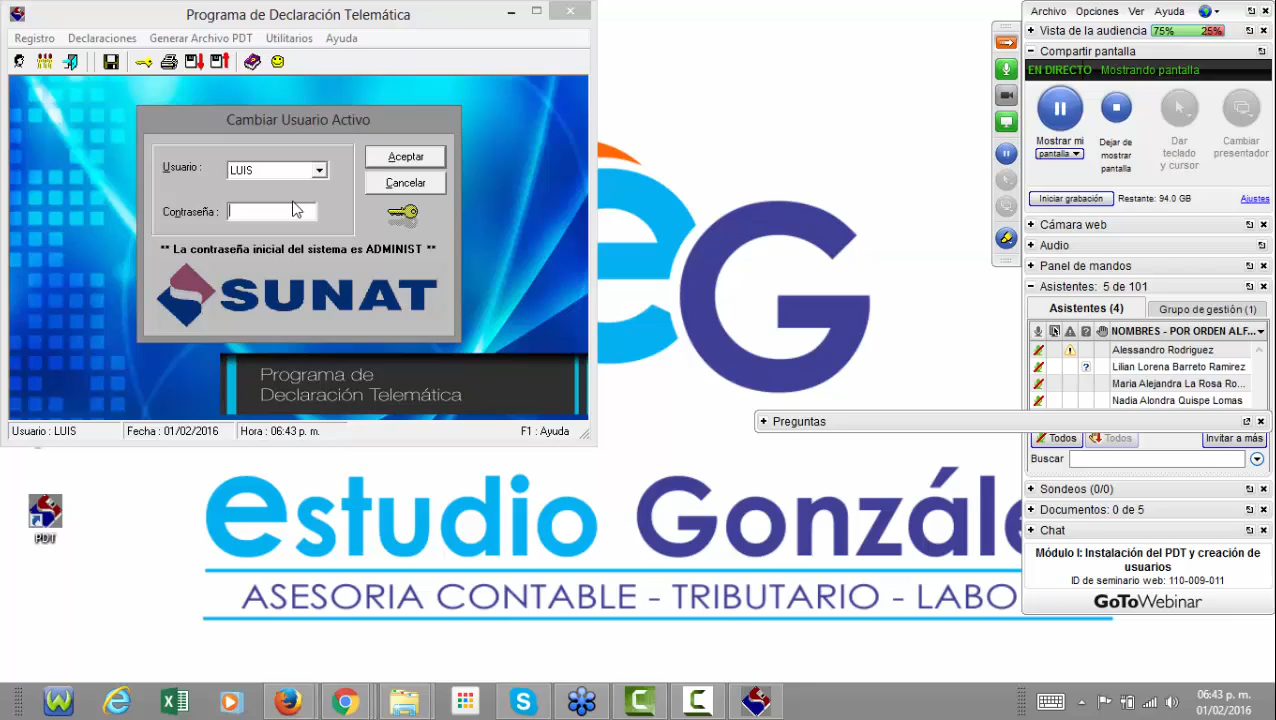 Programa de Declaración Telemática
Registro Declaraciones Generar Archivo PDT Utilitar Ayuda
Cambiar Usuario Activo
Usuario : LUIS
Aceptar
Cancelar
Contraseña :
** La contraseña inicial del sistema es ADMINIST **
SUNAT
Programa de
Declaración Telemática
Usuario : LUIS Fecha : 01/02/2016 Hora : 06:43 p. m. F1 : Ayuda
PDT
eG
estudio Gonzále
ASESORIA CONTABLE - TRIBUTARIO - LABO
Archivo Opciones Ver Ayuda
Vista de la audiencia 75% 25%
Compartir pantalla
EN DIRECTO Mostrando pantalla
Mostrar mi
pantalla
Dejar de
mostrar
pantalla
Dar
teclado
y cursor
Cambiar
presentador
Iniciar grabación Restante: 94.0 GB Ajustes
Cámara web
Audio
Panel de mandos
Asistentes: 5 de 101
Asistentes (4) Grupo de gestión (1)
NOMBRES - POR ORDEN ALF...
Alessandro Rodriguez
Lilian Lorena Barreto Ramirez
Maria Alejandra La Rosa Ro...
Nadia Alondra Quispe Lomas
Preguntas
Todos Todos Invitar a más
Buscar
Sondeos (0/0)
Documentos: 0 de 5
Chat
Módulo I: Instalación del PDT y creación de
usuarios
ID de seminario web: 110-009-011
GoToWebinar
06:43 p. m.
01/02/2016